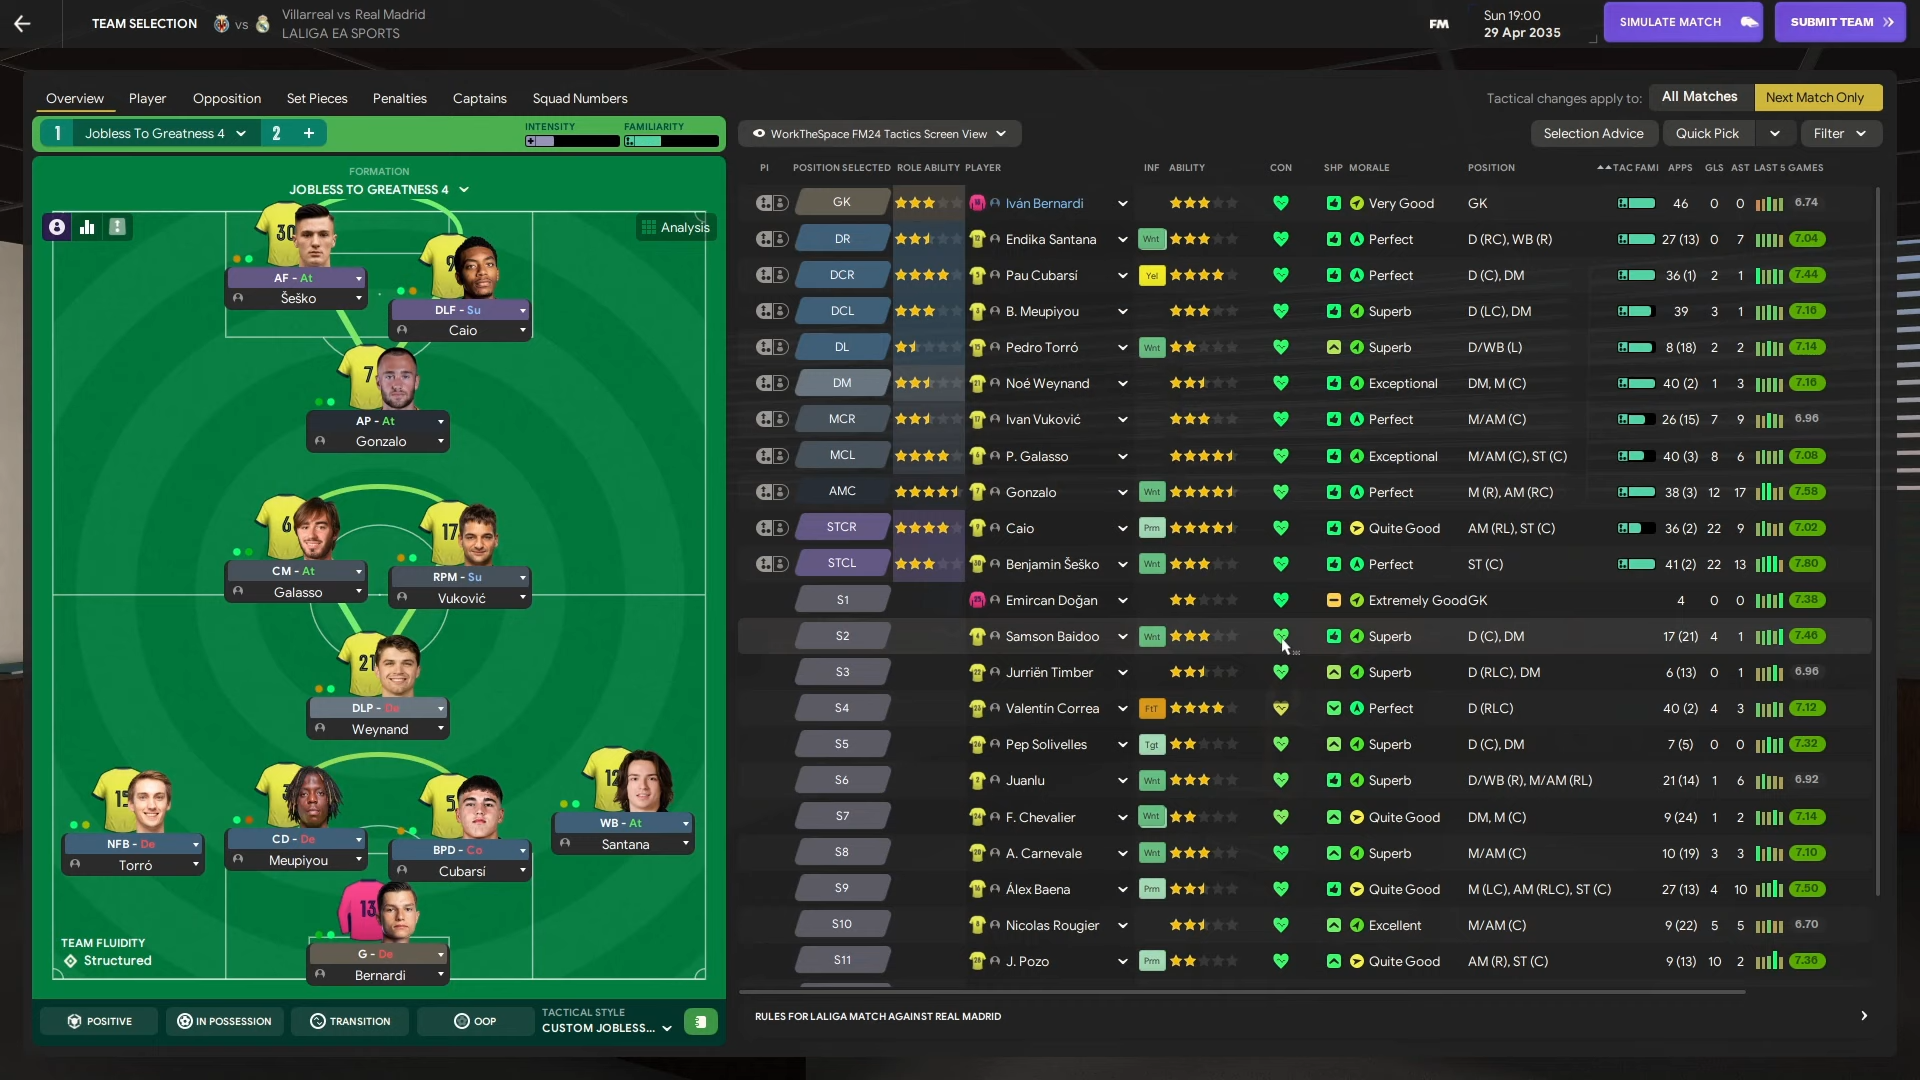 TEAM SELECTION
vs
Villarreal vs Real Madrid
LALIGA EA SPORTS
FM
Sun 19:00
29 Apr 2035
SIMULATE MATCH
SUBMIT TEAM
Overview
Player
Opposition
Set Pieces
Penalties
Captains
Squad Numbers
Tactical changes apply to:
All Matches
Next Match Only
1 Jobless To Greatness 4 2 +
INTENSITY
FAMILIARITY
WorkTheSpace FM24 Tactics Screen View
Selection Advice
Quick Pick
Filter
FORMATION
JOBLESS TO GREATNESS 4
Analysis
30
AF - At
Šeško
9
DLF - Su
Caio
7
AP - At
Gonzalo
6
CM - At
Galasso
17
RPM - Su
Vuković
21
DLP - De
Weynand
15
NFB - De
Torró
3
CD - De
Meupiyou
5
BPD - Co
Cubarsí
12
WB - At
Santana
13
G - De
Bernardi
TEAM FLUIDITY
Structured
POSITIVE
IN POSSESSION
TRANSITION
OOP
TACTICAL STYLE
CUSTOM JOBLESS...
PI POSITION SELECTED ROLE ABILITY PLAYER INF ABILITY CON SHP MORALE POSITION TAC FAMI APPS GLS AST LAST 5 GAMES
GK Iván Bernardi Very Good GK 46 0 0 6.74
DR Endika Santana Wnt Perfect D (RC), WB (R) 27 (13) 0 7 7.04
DCR Pau Cubarsí Yel Perfect D (C), DM 36 (1) 2 1 7.44
DCL B. Meupiyou Superb D (LC), DM 39 3 1 7.16
DL Pedro Torró Wnt Superb D/WB (L) 8 (18) 2 2 7.14
DM Noé Weynand Exceptional DM, M (C) 40 (2) 1 3 7.16
MCR Ivan Vuković Perfect M/AM (C) 26 (15) 7 9 6.96
MCL P. Galasso Exceptional M/AM (C), ST (C) 40 (3) 8 6 7.08
AMC Gonzalo Wnt Perfect M (R), AM (RC) 38 (3) 12 17 7.58
STCR Caio Prm Quite Good AM (RL), ST (C) 36 (2) 22 9 7.02
STCL Benjamin Šeško Wnt Perfect ST (C) 41 (2) 22 13 7.80
S1 Emircan Doğan Extremely Good GK 4 0 0 7.38
S2 Samson Baidoo Wnt Superb D (C), DM 17 (21) 4 1 7.46
S3 Jurriën Timber Superb D (RLC), DM 6 (13) 0 1 6.96
S4 Valentín Correa FtT Perfect D (RLC) 40 (2) 4 3 7.12
S5 Pep Solivelles Tgt Superb D (C), DM 7 (5) 0 0 7.32
S6 Juanlu Wnt Superb D/WB (R), M/AM (RL) 21 (14) 1 6 6.92
S7 F. Chevalier Wnt Quite Good DM, M (C) 9 (24) 1 2 7.14
S8 A. Carnevale Wnt Superb M/AM (C) 10 (19) 3 3 7.10
S9 Álex Baena Prm Quite Good M (LC), AM (RLC), ST (C) 27 (13) 4 10 7.50
S10 Nicolas Rougier Excellent M/AM (C) 9 (22) 5 5 6.70
S11 J. Pozo Prm Quite Good AM (R), ST (C) 9 (13) 10 2 7.36
RULES FOR LALIGA MATCH AGAINST REAL MADRID